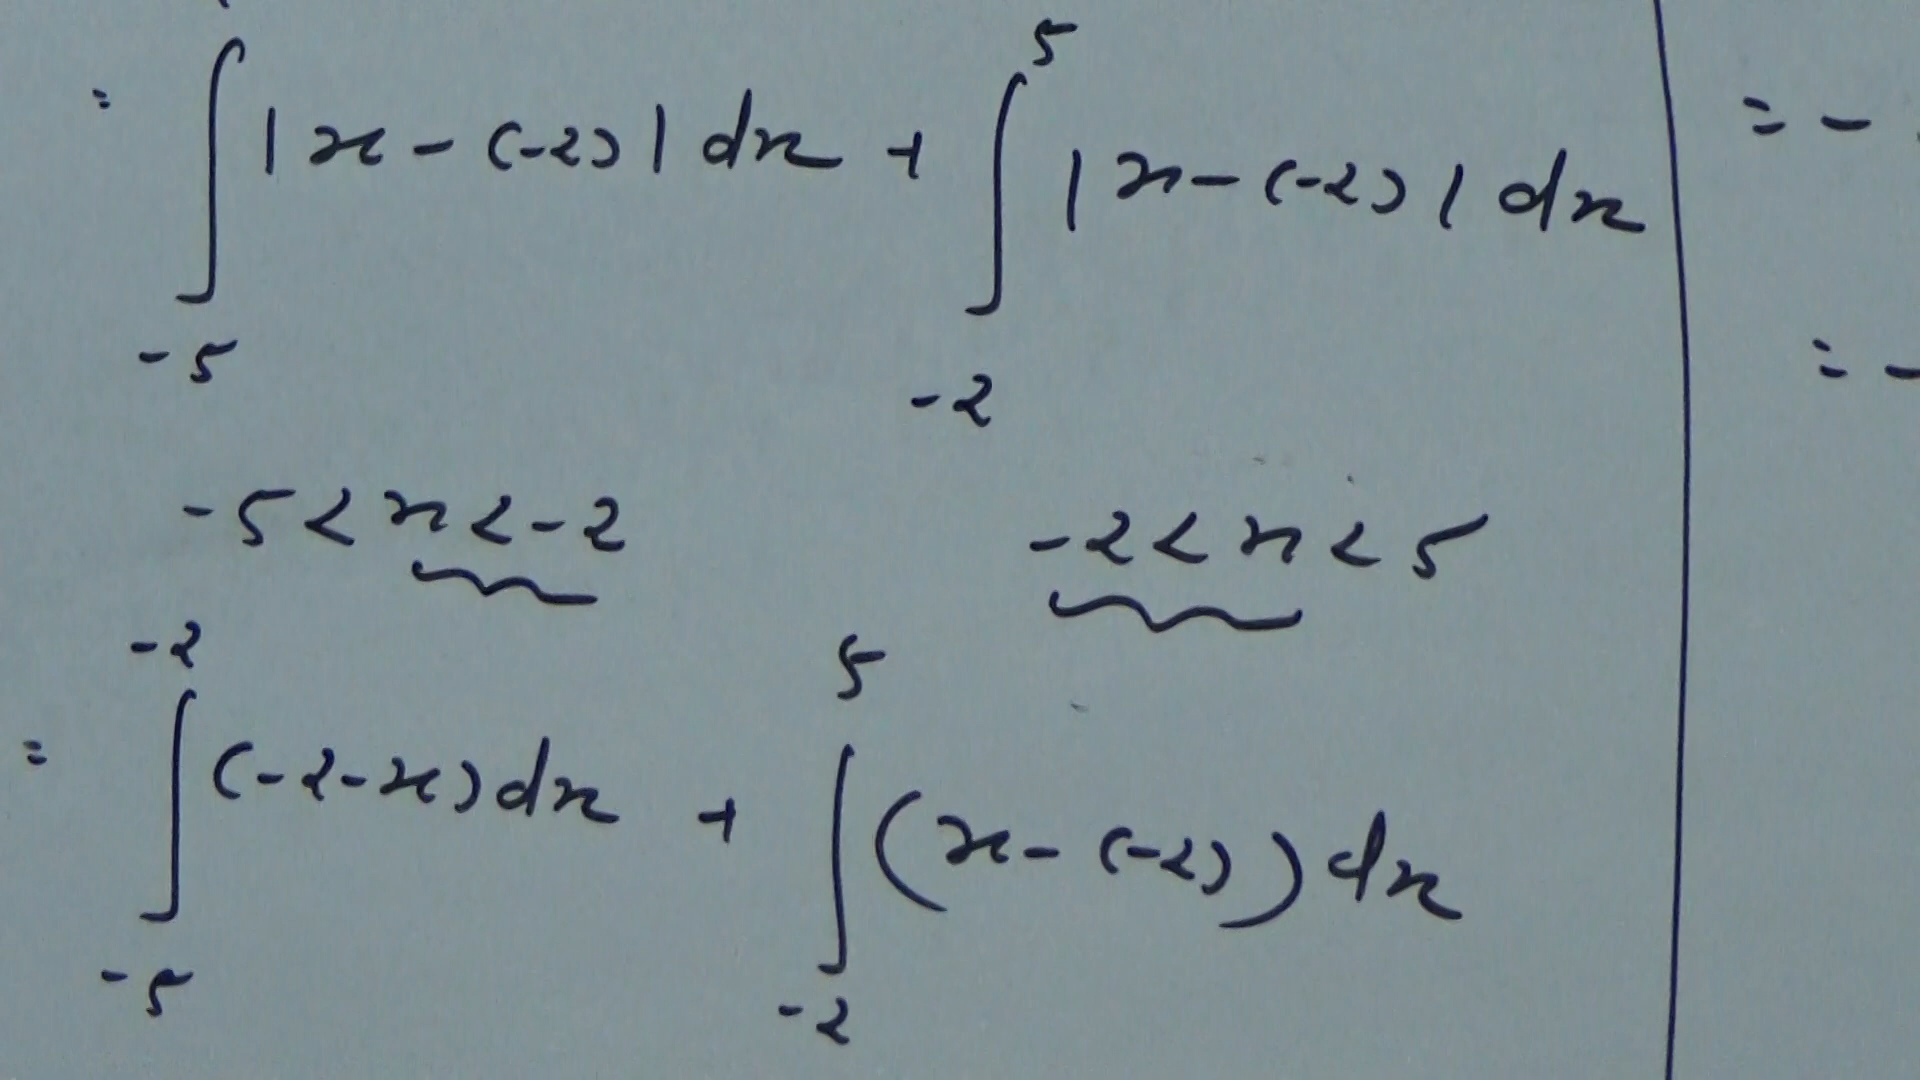 = ∫_{-5} |x-(-2)| dx + ∫_{-2}^{5} |x-(-2)| dx
-5<x<-2 -2<x<5
= ∫_{-5}^{-2} (-2-x) dx + ∫_{-2}^{5} (x-(-2)) dx
= -
= -